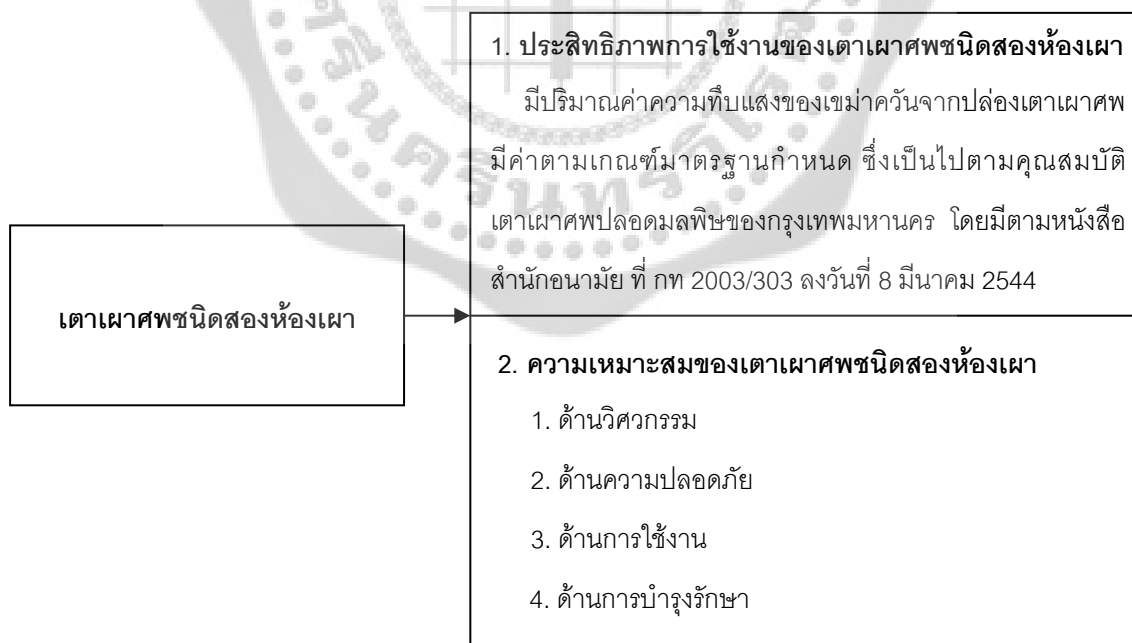 1. ประสิทธิภาพการใช้งานของเตาเผาศพชนิดสองห้องเผา
มีปริมาณค่าความทึบแสงของเขม่าควันจากปล่องเตาเผาศพ
มีค่าตามเกณฑ์มาตรฐานกำหนด ซึ่งเป็นไปตามคุณสมบัติ
เตาเผาศพปลอดมลพิษของกรุงเทพมหานคร โดยมีตามหนังสือ
สำนักอนามัย ที่ กท 2003/303 ลงวันที่ 8 มีนาคม 2544
เตาเผาศพชนิดสองห้องเผา
2. ความเหมาะสมของเตาเผาศพชนิดสองห้องเผา
1. ด้านวิศวกรรม
2. ด้านความปลอดภัย
3. ด้านการใช้งาน
4. ด้านการบำรุงรักษา